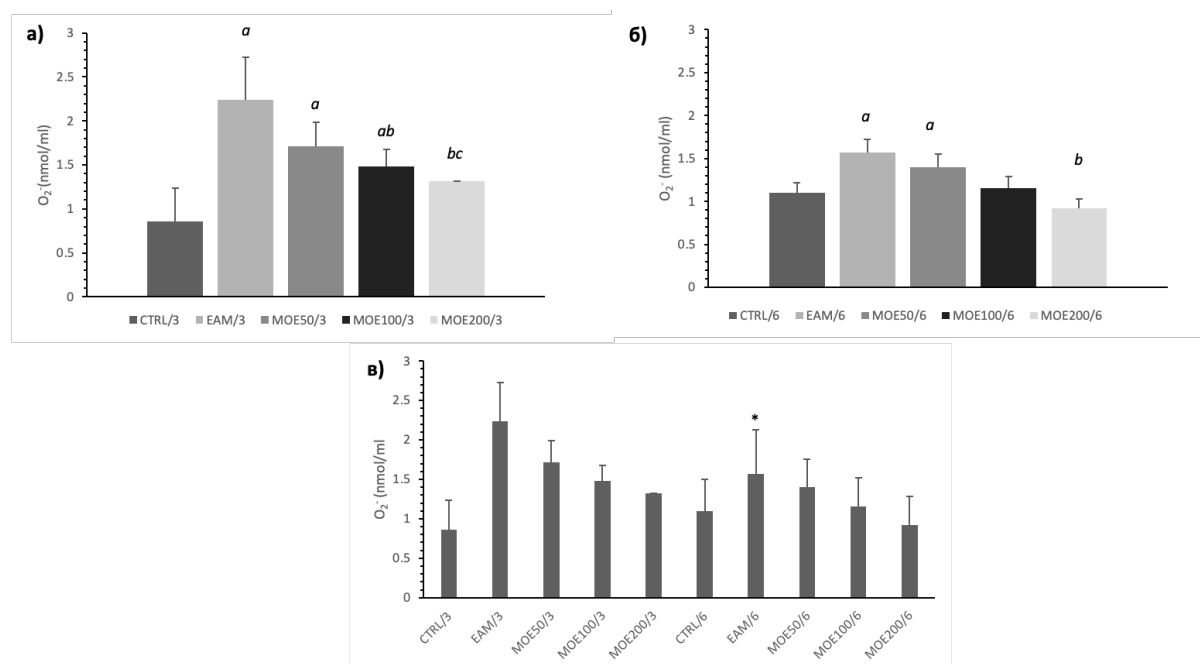 а)
O₂⁻ (nmol/ml)
3
2.5
2
1.5
1
0.5
0
a
a
ab
bc
CTRL/3 EAM/3 MOE50/3 MOE100/3 MOE200/3
б)
O₂⁻ (nmol/ml)
3
2.5
2
1.5
1
0.5
0
a
a
b
CTRL/6 EAM/6 MOE50/6 MOE100/6 MOE200/6
в)
O₂⁻ (nmol/ml)
3
2.5
2
1.5
1
0.5
0
*
CTRL/3 EAM/3 MOE50/3 MOE100/3 MOE200/3 CTRL/6 EAM/6 MOE50/6 MOE100/6 MOE200/6